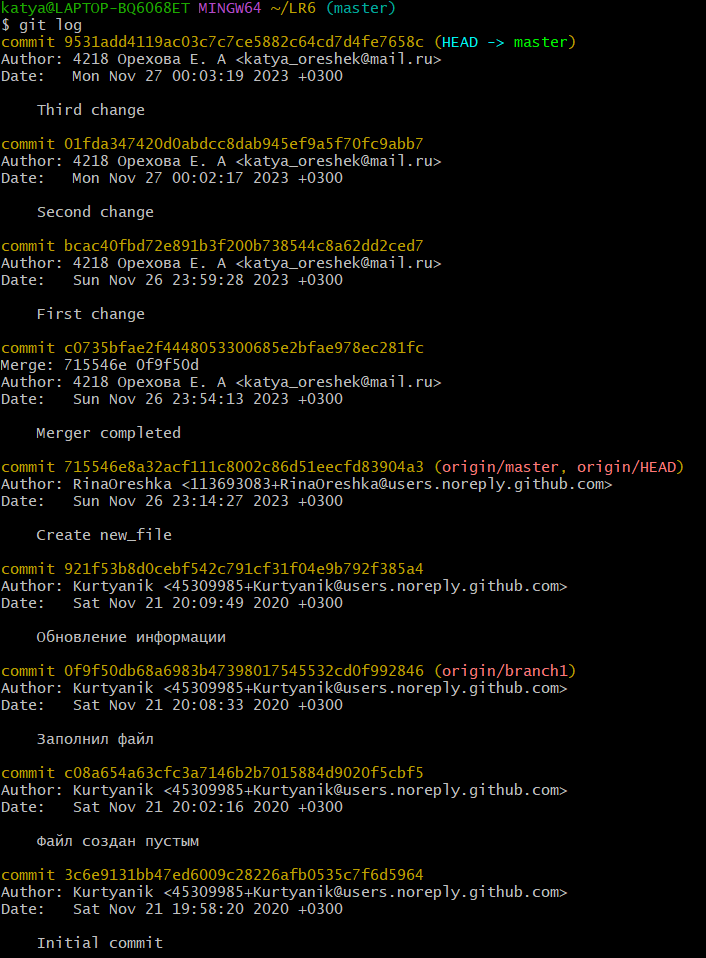 katya@LAPTOP-BQ6068ET MINGW64 ~/LR6 (master)
$ git log
commit 9531add4119ac03c7c7ce5882c64cd7d4fe7658c (HEAD -> master)
Author: 4218 Орехова Е. А <katya_oreshek@mail.ru>
Date:   Mon Nov 27 00:03:19 2023 +0300
Third change
commit 01fda347420d0abdcc8dab945ef9a5f70fc9abb7
Author: 4218 Орехова Е. А <katya_oreshek@mail.ru>
Date:   Mon Nov 27 00:02:17 2023 +0300
Second change
commit bcac40fbd72e891b3f200b738544c8a62dd2ced7
Author: 4218 Орехова Е. А <katya_oreshek@mail.ru>
Date:   Sun Nov 26 23:59:28 2023 +0300
First change
commit c0735bfae2f4448053300685e2bfae978ec281fc
Merge: 715546e 0f9f50d
Author: 4218 Орехова Е. А <katya_oreshek@mail.ru>
Date:   Sun Nov 26 23:54:13 2023 +0300
Merger completed
commit 715546e8a32acf111c8002c86d51eecfd83904a3 (origin/master, origin/HEAD)
Author: RinaOreshka <113693083+RinaOreshka@users.noreply.github.com>
Date:   Sun Nov 26 23:14:27 2023 +0300
Create new_file
commit 921f53b8d0cebf542c791cf31f04e9b792f385a4
Author: Kurtyanik <45309985+Kurtyanik@users.noreply.github.com>
Date:   Sat Nov 21 20:09:49 2020 +0300
Обновление информации
commit 0f9f50db68a6983b47398017545532cd0f992846 (origin/branch1)
Author: Kurtyanik <45309985+Kurtyanik@users.noreply.github.com>
Date:   Sat Nov 21 20:08:33 2020 +0300
Заполнил файл
commit c08a654a63cfc3a7146b2b7015884d9020f5cbf5
Author: Kurtyanik <45309985+Kurtyanik@users.noreply.github.com>
Date:   Sat Nov 21 20:02:16 2020 +0300
Файл создан пустым
commit 3c6e9131bb47ed6009c28226afb0535c7f6d5964
Author: Kurtyanik <45309985+Kurtyanik@users.noreply.github.com>
Date:   Sat Nov 21 19:58:20 2020 +0300
Initial commit